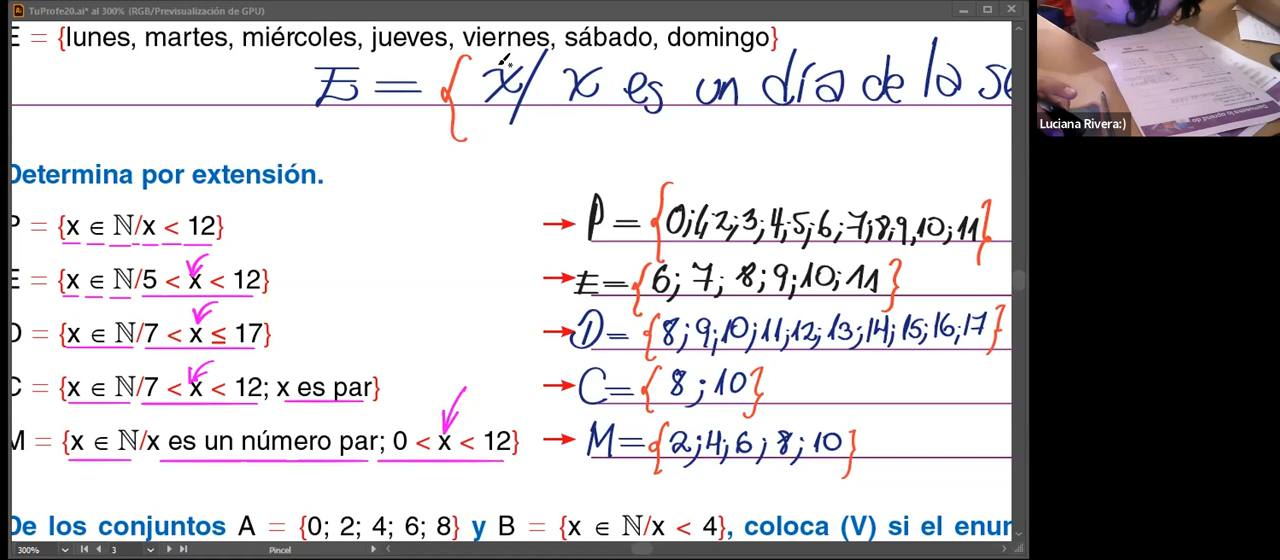 TuProfe20.ai* al 300% (RGB/Previsualización de GPU)
E = {lunes, martes, miércoles, jueves, viernes, sábado, domingo}
E = { x/ x es un día de la se
Determina por extensión.
P = {x ∈ ℕ/x < 12} P = {0;1;2;3;4;5;6;7;8;9,10;11}
E = {x ∈ ℕ/5 < x < 12} E = {6; 7; 8; 9; 10; 11}
D = {x ∈ ℕ/7 < x ≤ 17} D = {8; 9; 10; 11; 12; 13; 14; 15; 16; 17}
C = {x ∈ ℕ/7 < x < 12; x es par} C = {8; 10}
M = {x ∈ ℕ/x es un número par; 0 < x < 12} M = {2; 4; 6; 8; 10}
De los conjuntos A = {0; 2; 4; 6; 8} y B = {x ∈ ℕ/x < 4}, coloca (V) si el enun
300% 3 Pincel
Luciana Rivera:)